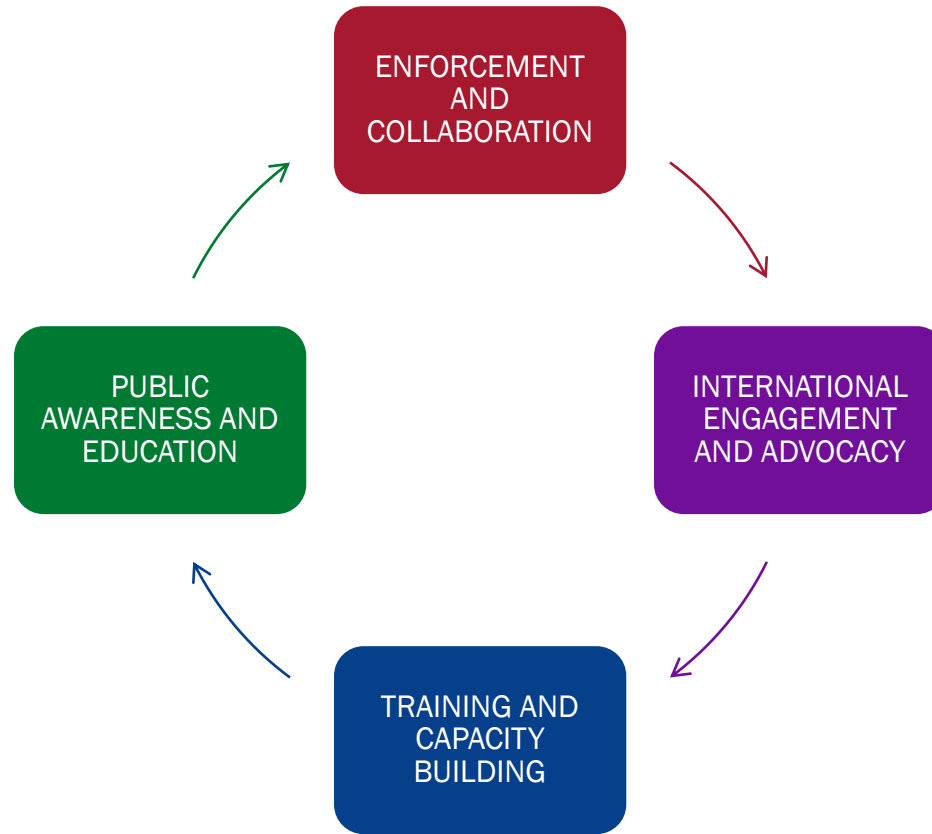 ENFORCEMENT
AND
COLLABORATION
PUBLIC
AWARENESS AND
EDUCATION
INTERNATIONAL
ENGAGEMENT
AND ADVOCACY
TRAINING AND
CAPACITY
BUILDING